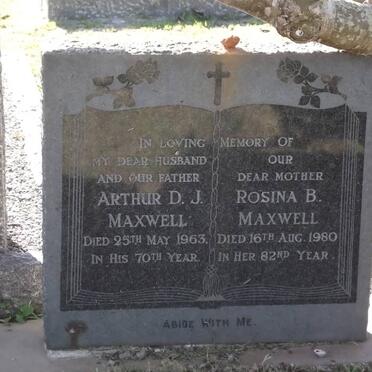 IN LOVING MEMORY OF
MY DEAR HUSBAND
AND OUR FATHER
ARTHUR D. J.
MAXWELL
DIED 25TH MAY 1963.
IN HIS 70TH YEAR.
OUR
DEAR MOTHER
ROSINA B.
MAXWELL
DIED 16TH AUG. 1980
IN HER 82ND YEAR.
ABIDE WITH ME.